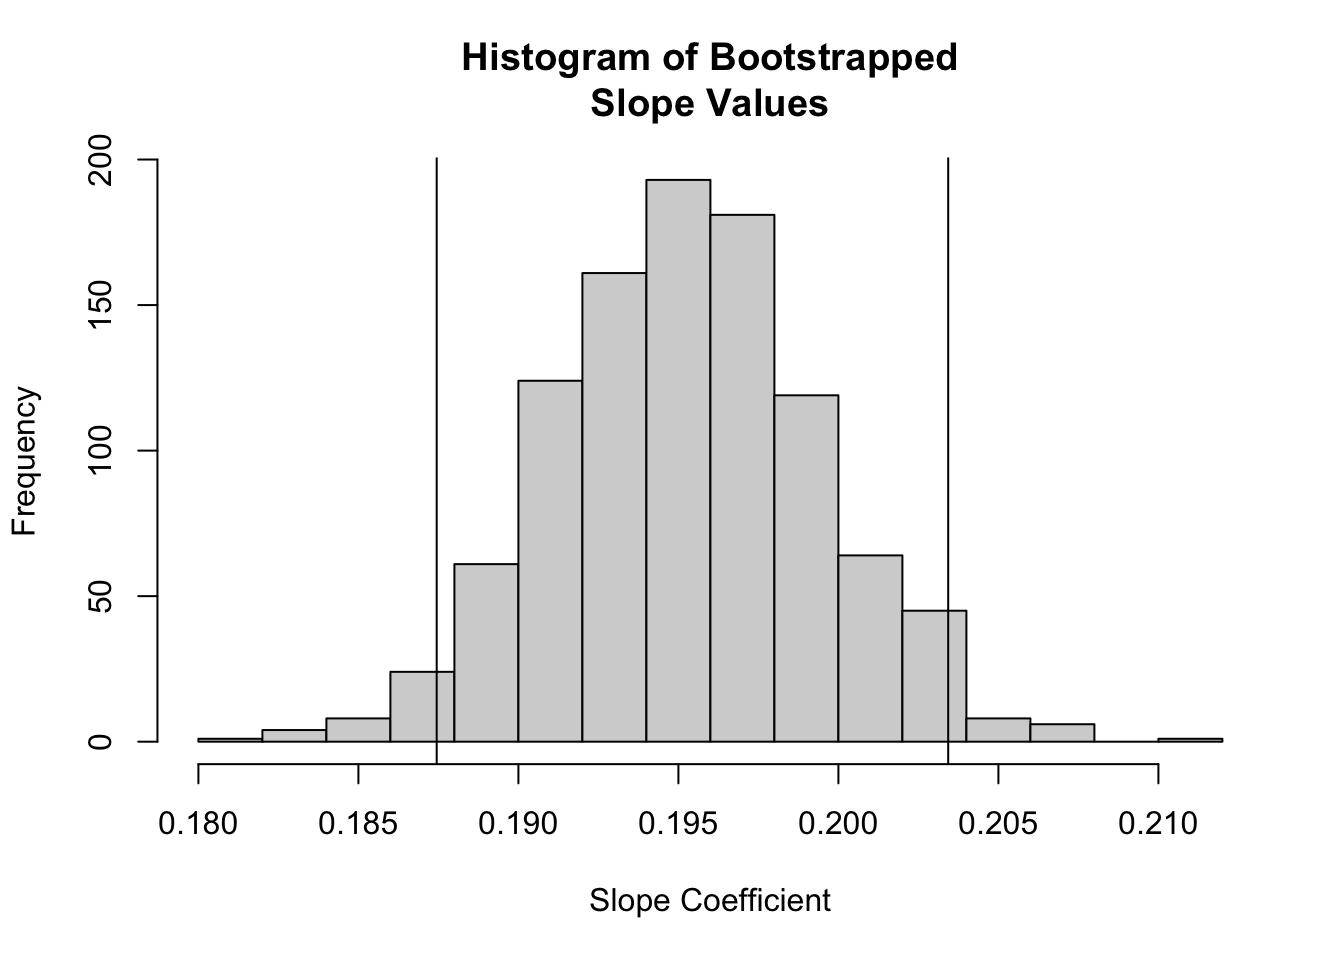 Histogram of Bootstrapped
Slope Values
Frequency
200
150
100
50
0
0.180 0.185 0.190 0.195 0.200 0.205 0.210
Slope Coefficient